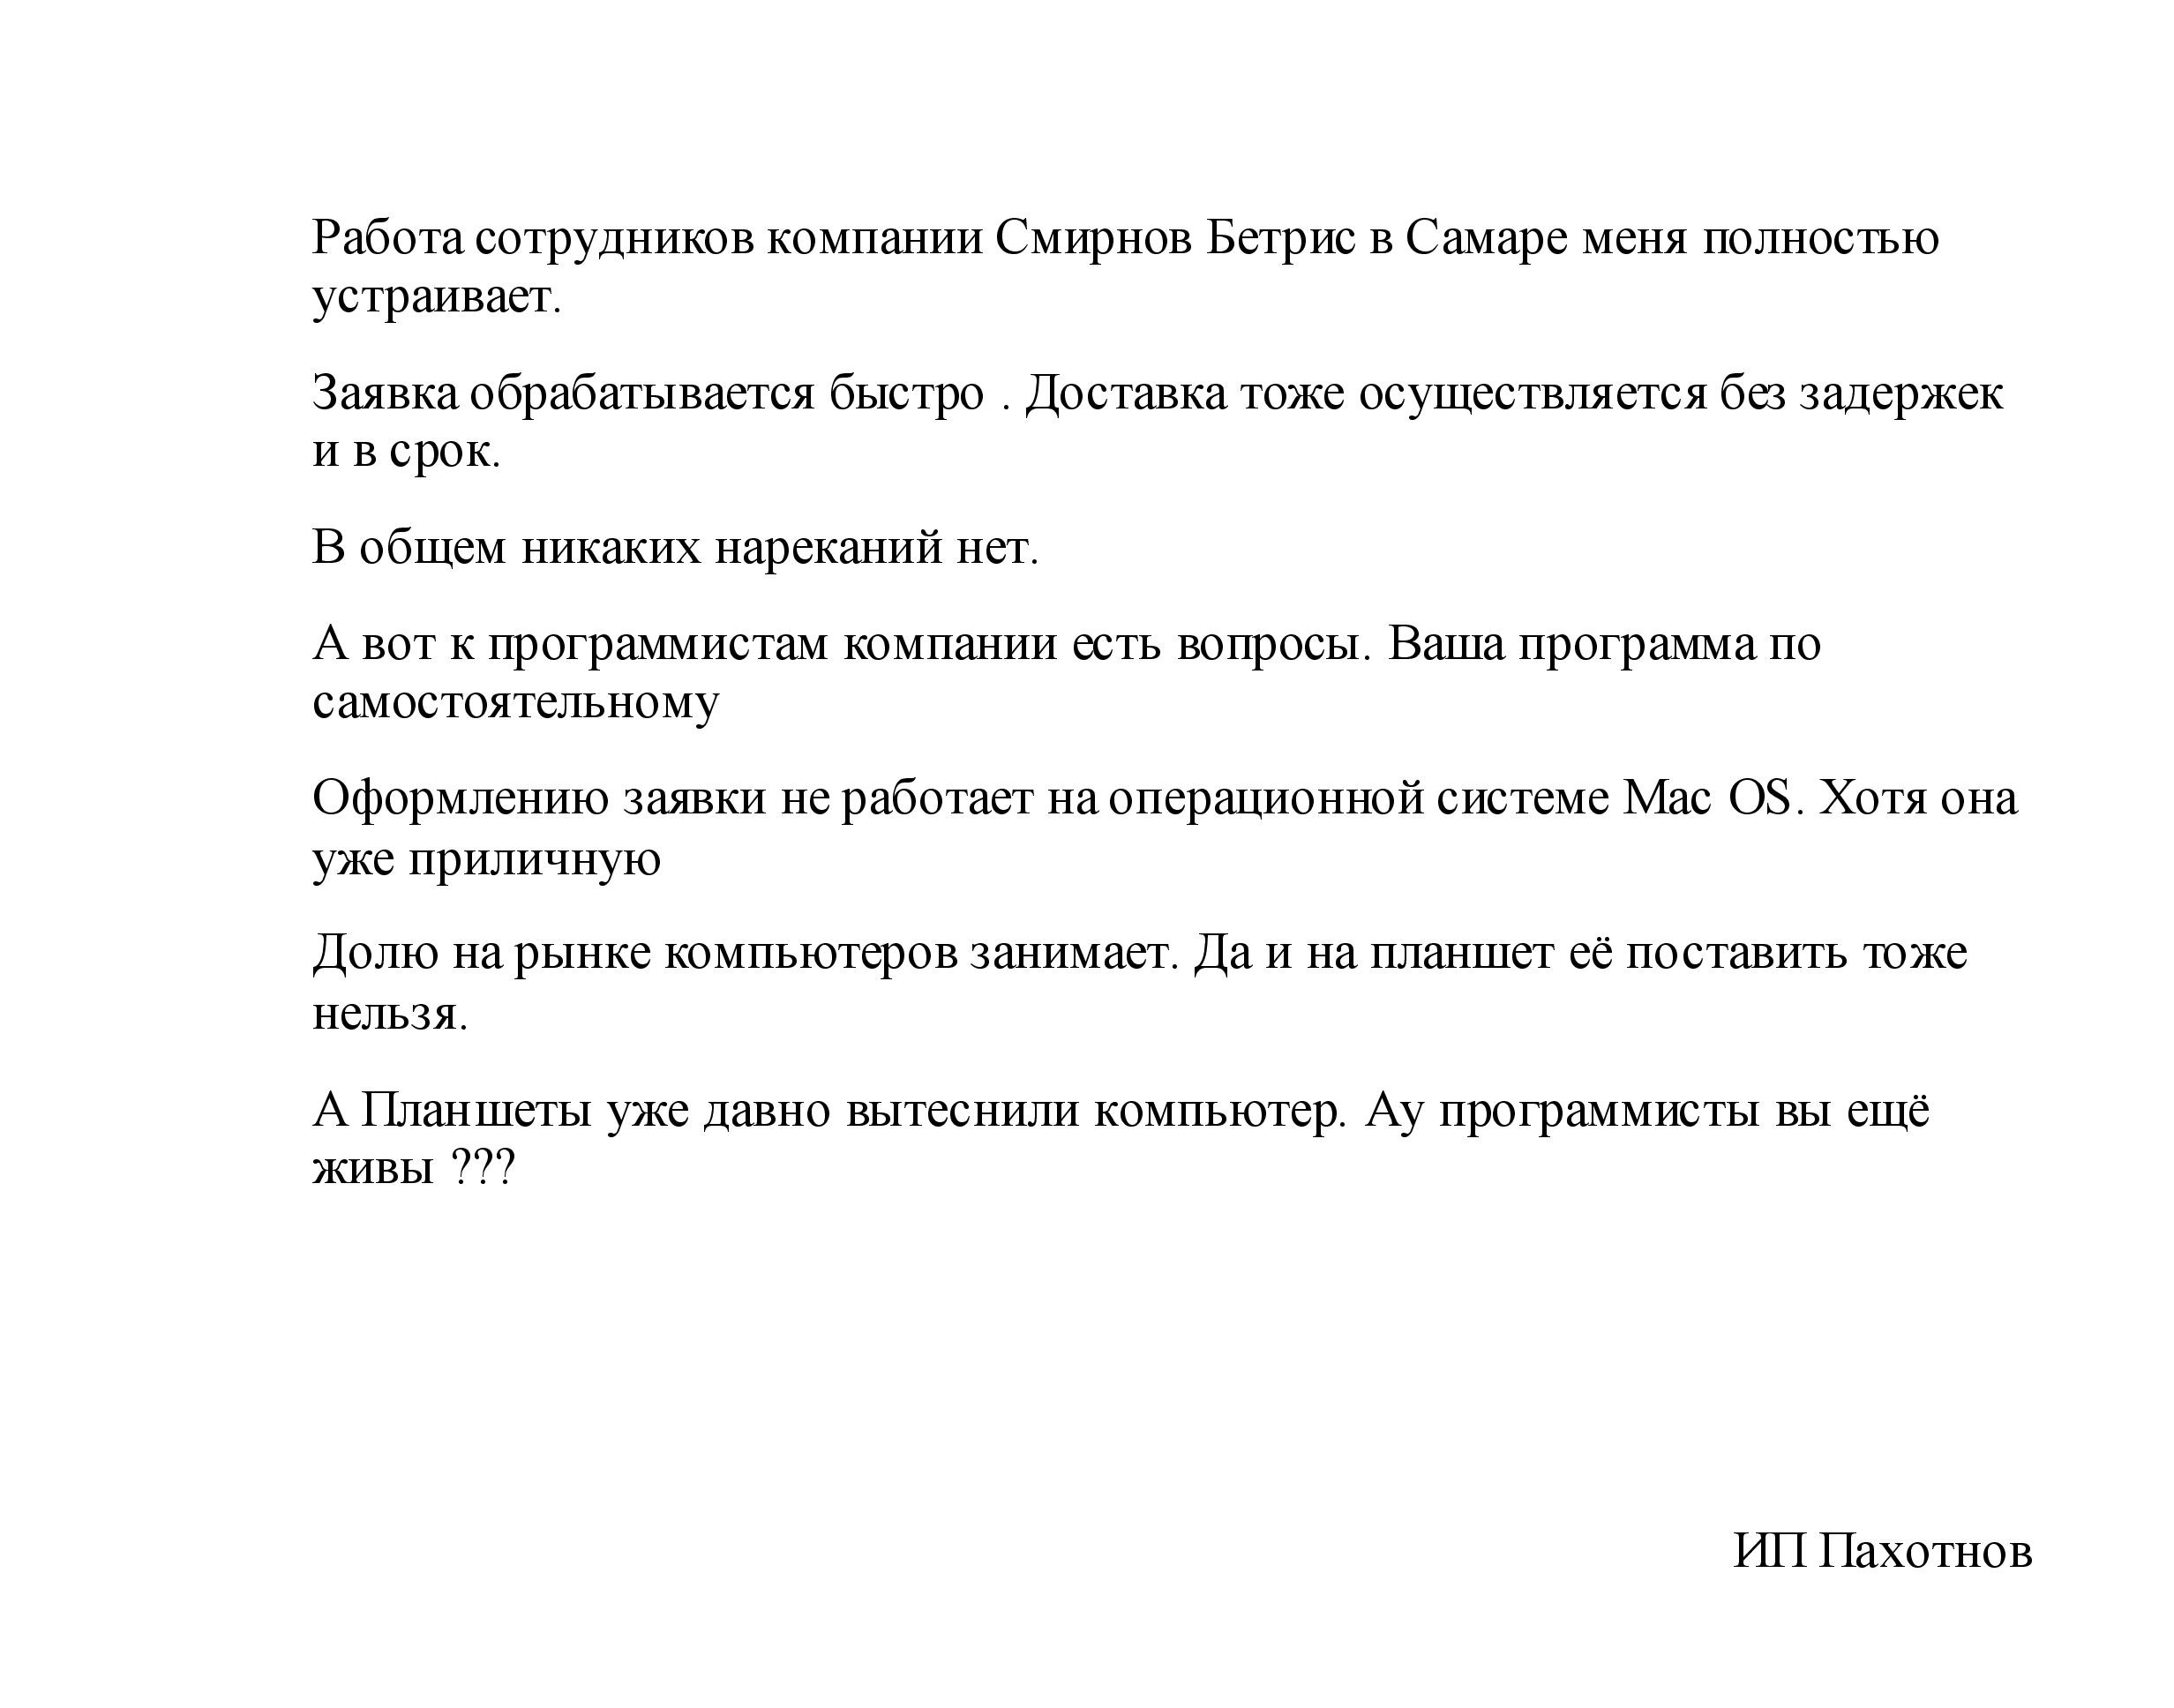 Работа сотрудников компании Смирнов Бетрис в Самаре меня полностью
устраивает.
Заявка обрабатывается быстро . Доставка тоже осуществляется без задержек
и в срок.
В общем никаких нареканий нет.
А вот к программистам компании есть вопросы. Ваша программа по
самостоятельному
Оформлению заявки не работает на операционной системе Mac OS. Хотя она
уже приличную
Долю на рынке компьютеров занимает. Да и на планшет её поставить тоже
нельзя.
А Планшеты уже давно вытеснили компьютер. Ау программисты вы ещё
живы ???
ИП Пахотнов